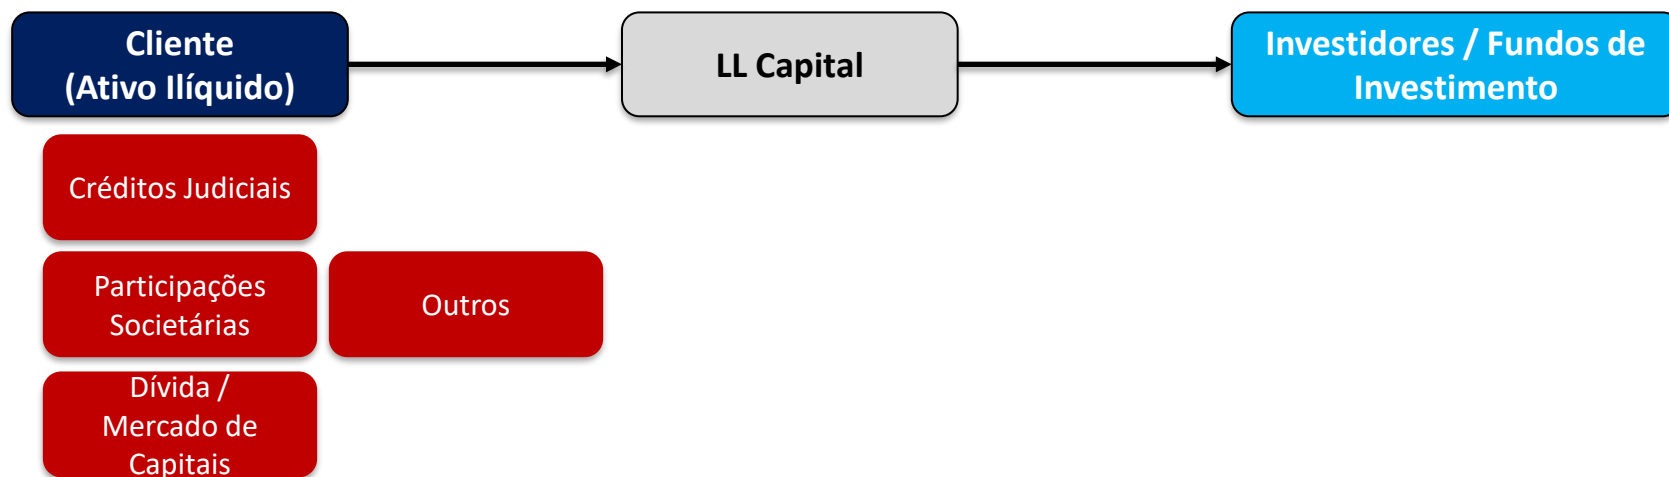 Cliente
(Ativo Ilíquido)
LL Capital
Investidores / Fundos de
Investimento
Créditos Judiciais
Participações
Societárias
Outros
Dívida /
Mercado de
Capitais